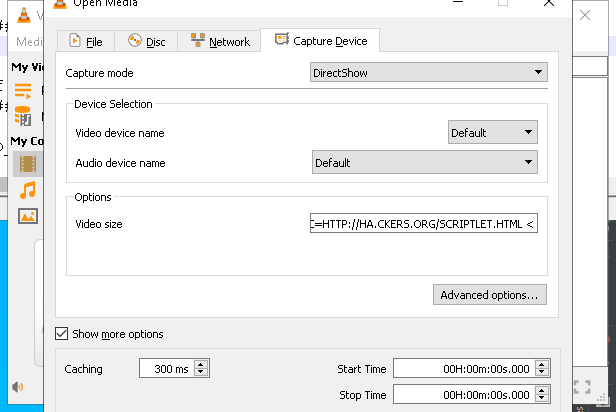 Open Media
Medi
File
Disc
Network
Capture Device
My Vi
Capture mode
DirectShow
Device Selection
Video device name
Default
My Co
Audio device name
Default
Options
Video size
=HTTP://HA.CKERS.ORG/SCRIPTLET.HTML <
Advanced options...
Show more options
Caching
300 ms
Start Time
00H:00m:00s.000
Stop Time
00H:00m:00s.000